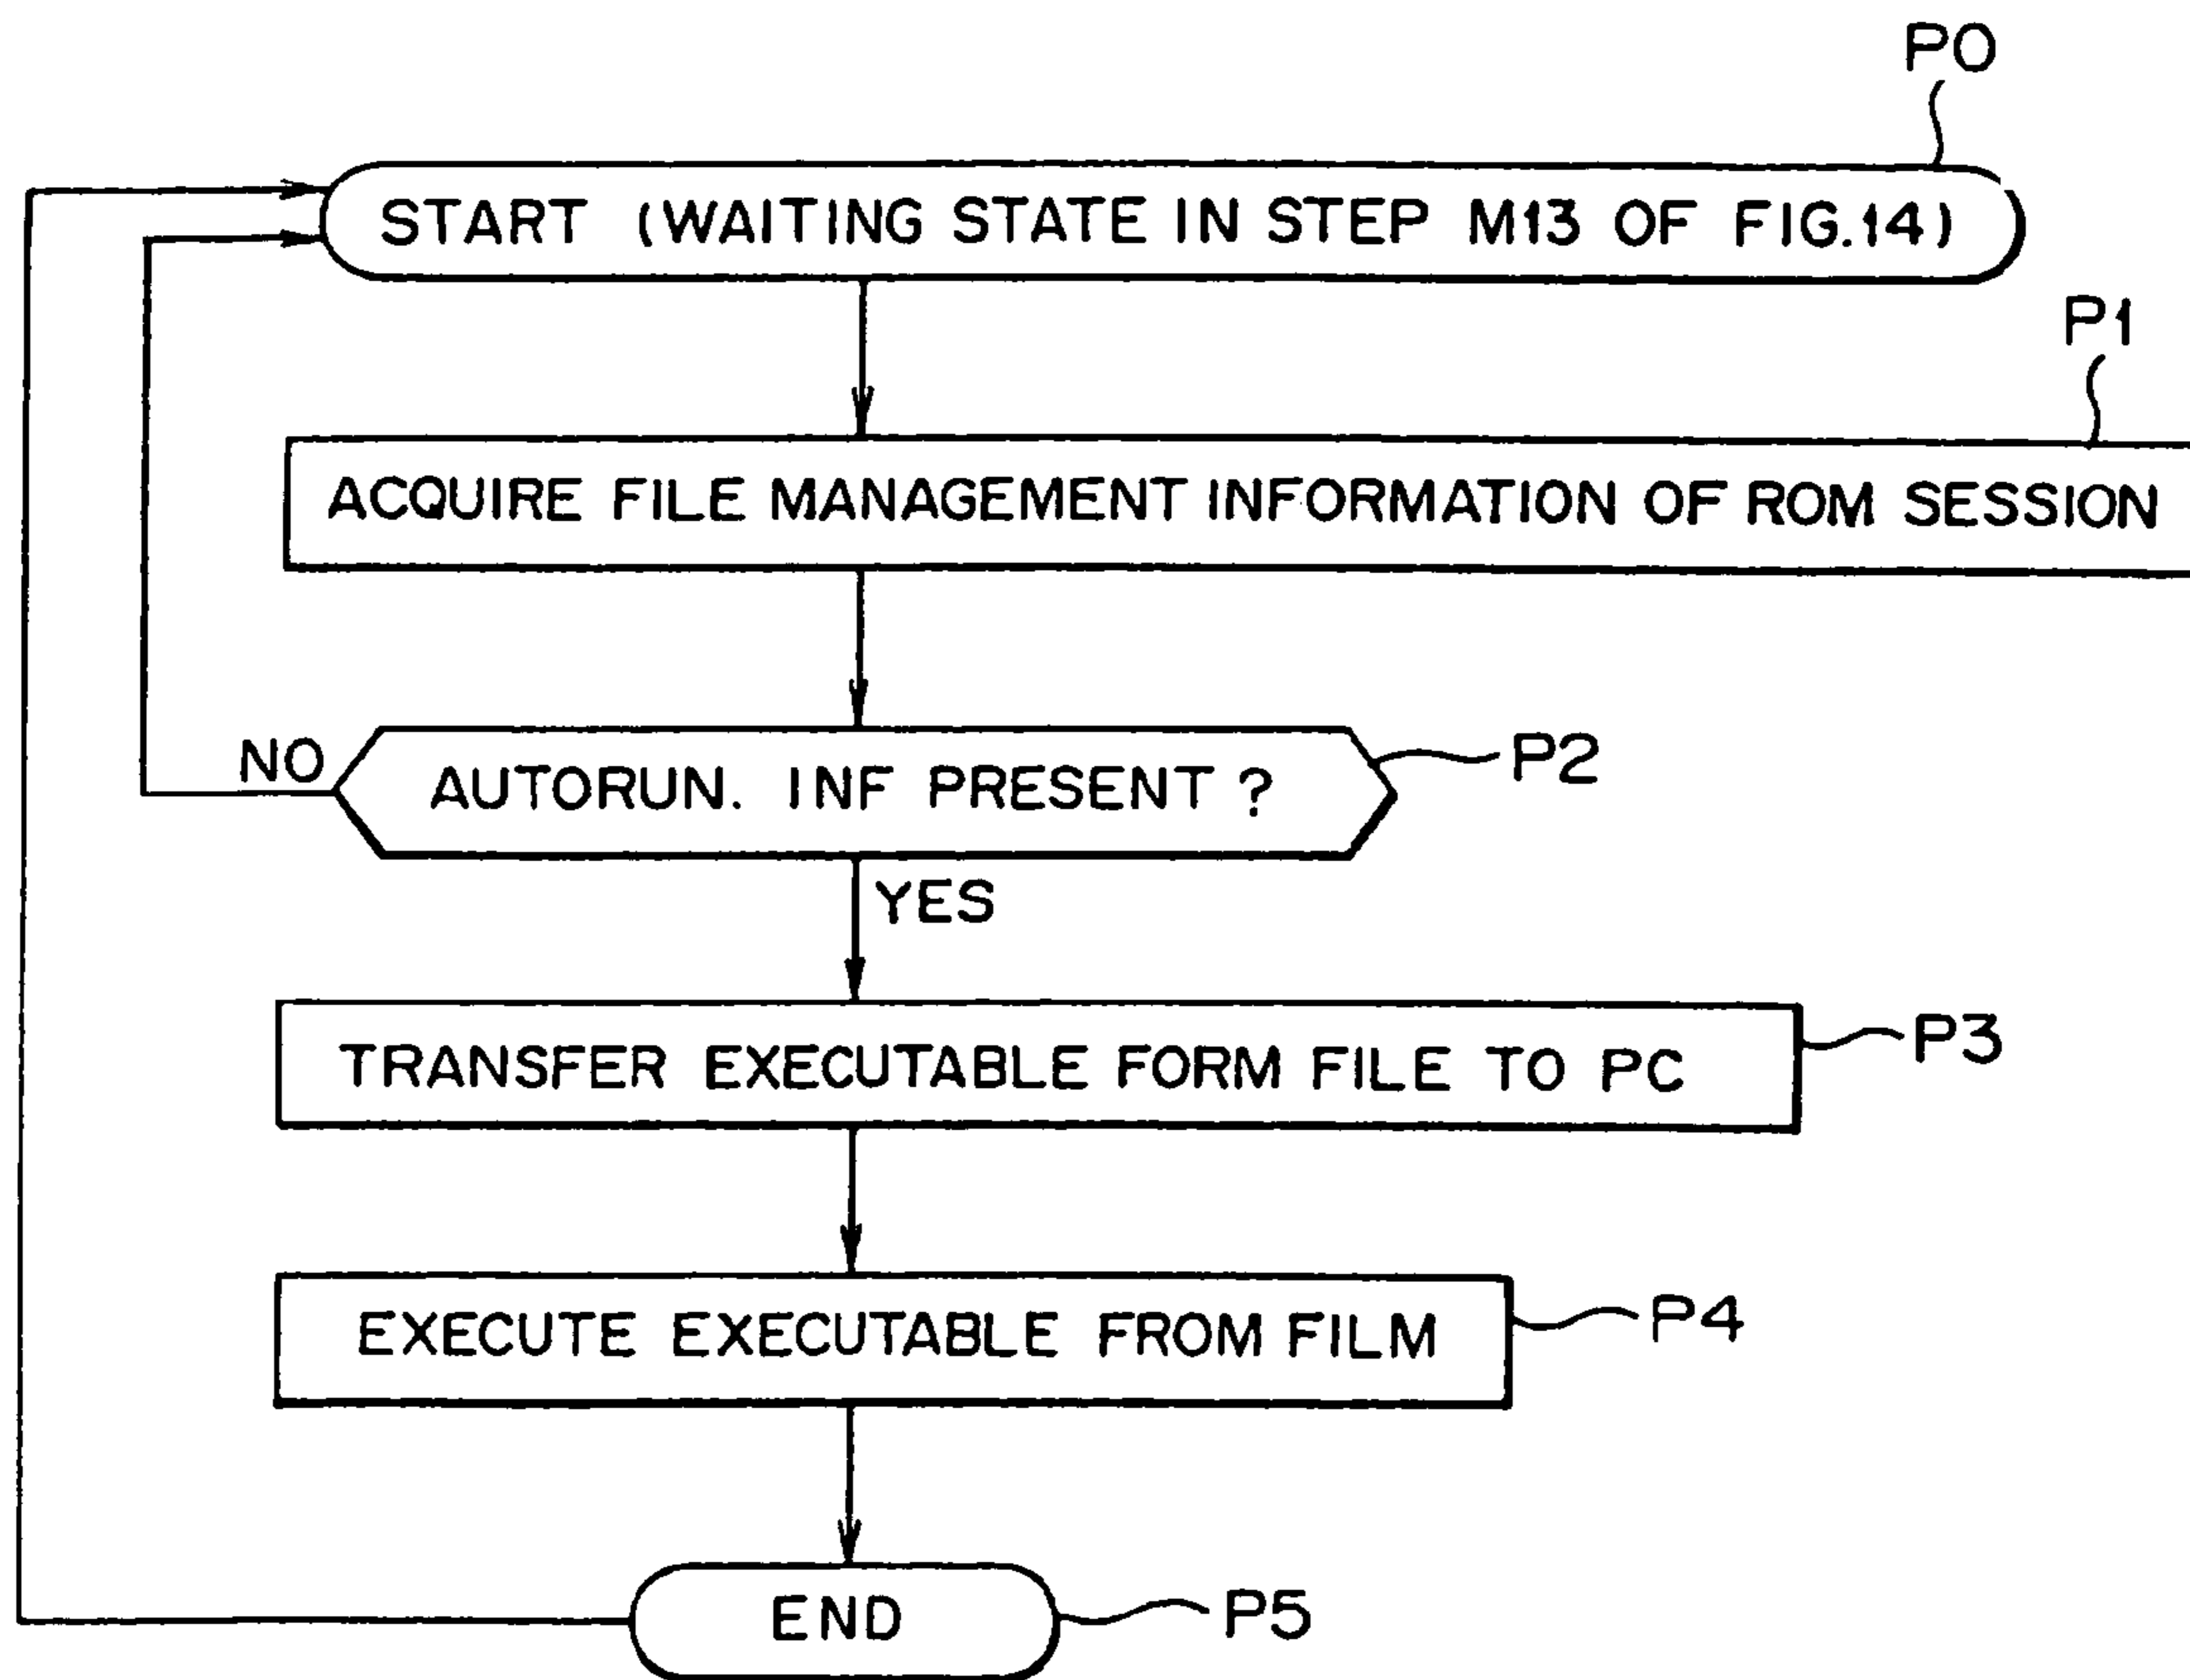 P0
START (WAITING STATE IN STEP M13 OF FIG.14)
P1
ACQUIRE FILE MANAGEMENT INFORMATION OF ROM SESSION
NO
AUTORUN. INF PRESENT ?
P2
YES
TRANSFER EXECUTABLE FORM FILE TO PC
P3
EXECUTE EXECUTABLE FROM FILM
P4
END
P5